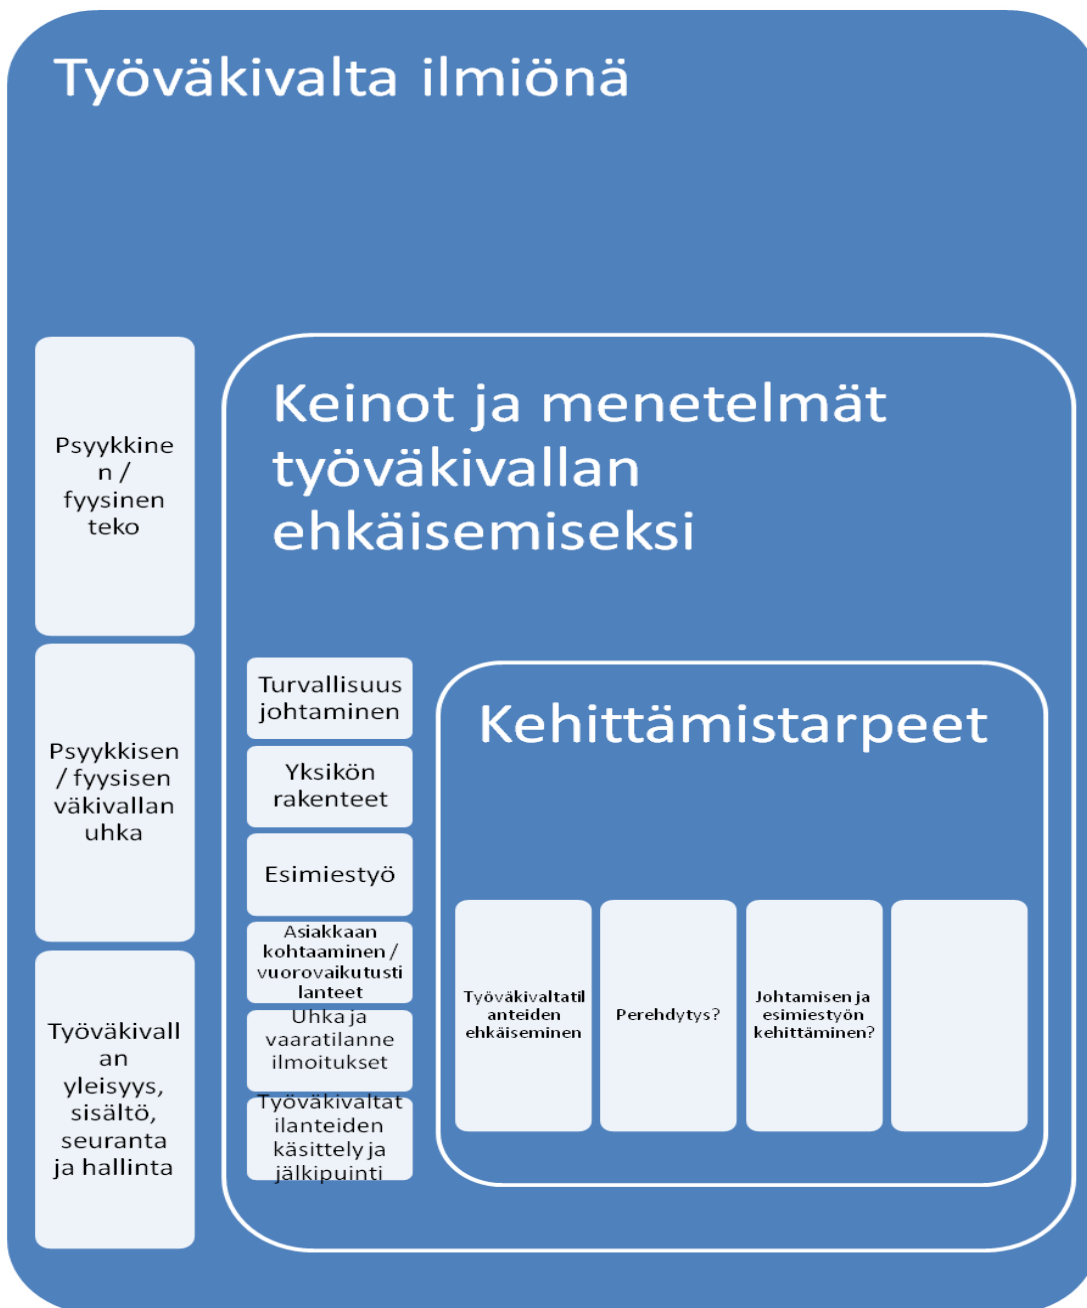 Työväkivalta ilmiönä
Psyykkine
n /
fyysinen
teko
Psyykkisen
/ fyysisen
väkivallan
uhka
Työväkivall
an
yleisyys,
sisältö,
seuranta
ja hallinta
Keinot ja menetelmät
työväkivallan
ehkäisemiseksi
Turvallisuus
johtaminen
Yksikön
rakenteet
Esimiestyö
Asiakkaan
kohtaaminen /
vuorovaikutusti
lanteet
Uhka ja
vaaratilanne
ilmoitukset
Työväkivaltat
ilanteiden
käsittely ja
jälkipuinti
Kehittämistarpeet
Työväkivaltatil
anteiden
ehkäiseminen
Perehdytys?
Johtamisen ja
esimiestyön
kehittäminen?